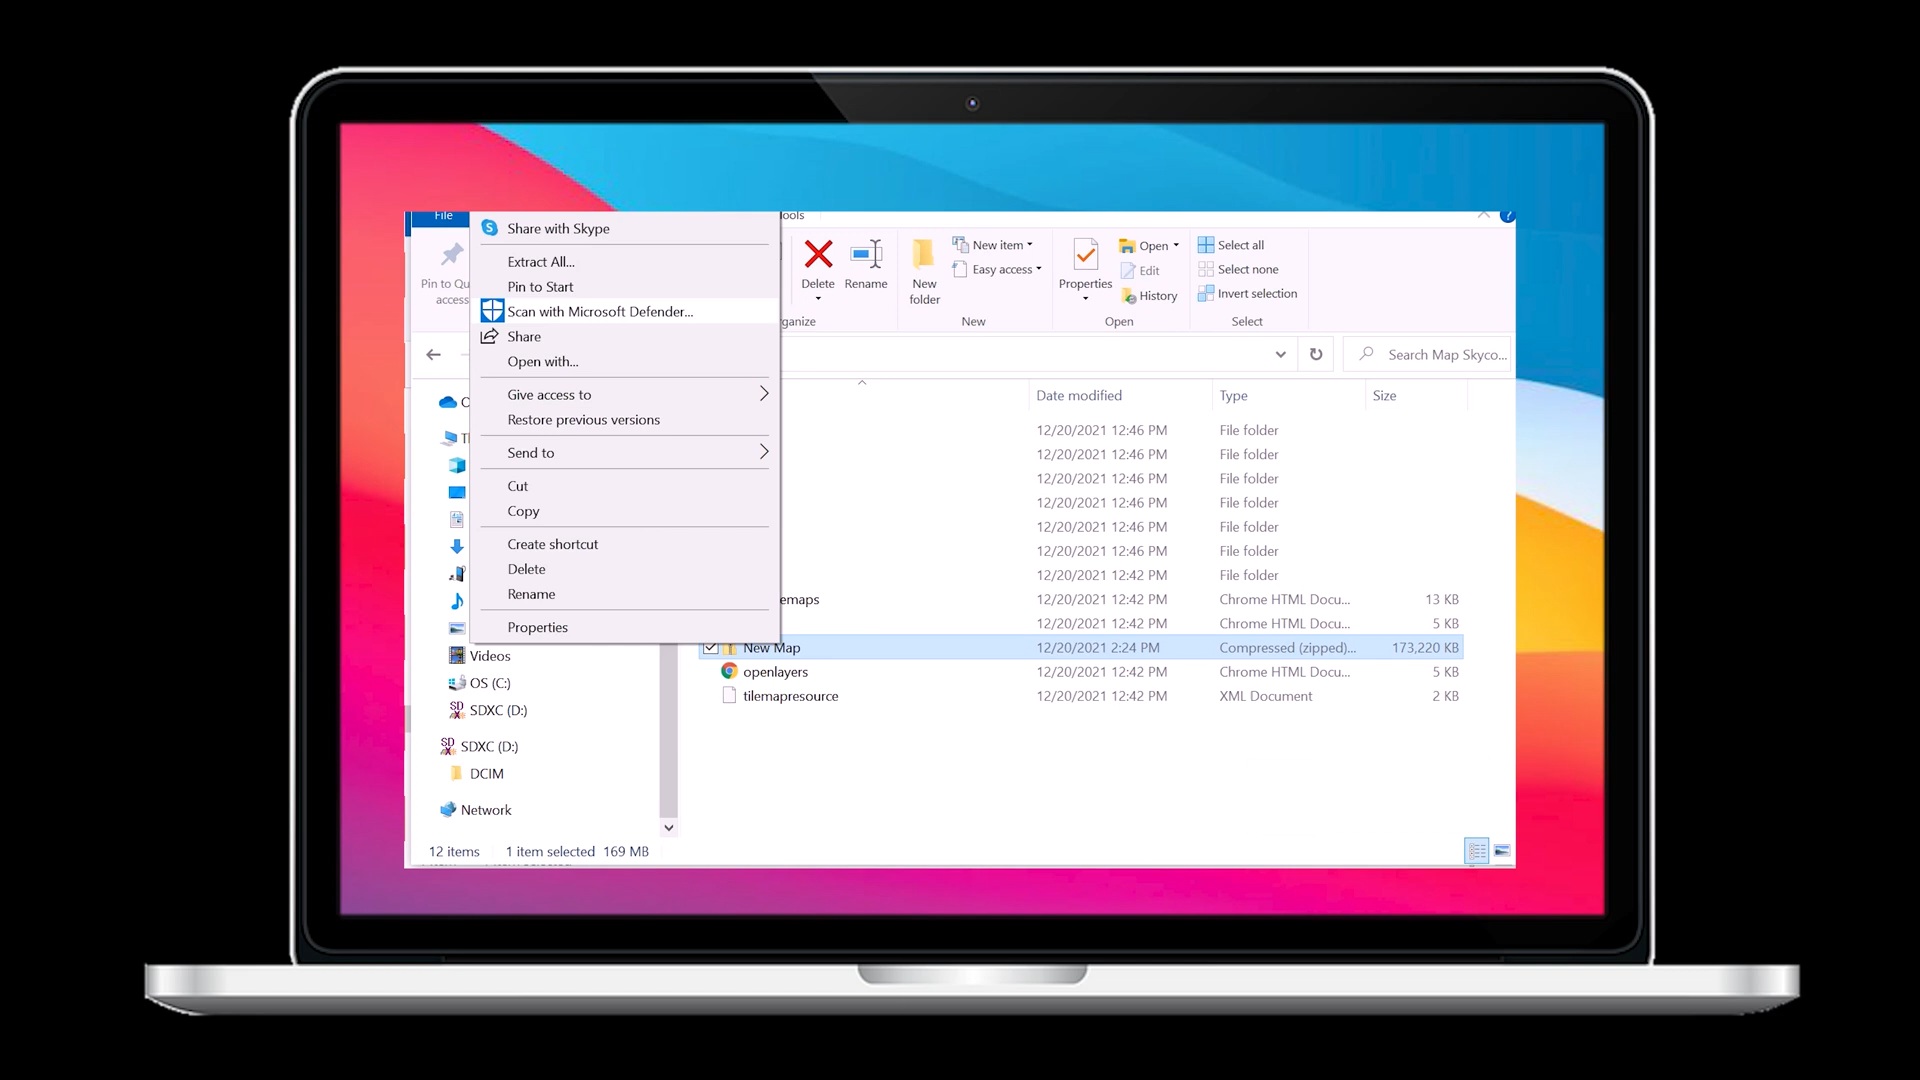 File
ools
Share with Skype
Extract All...
Pin to Start
Scan with Microsoft Defender...
Share
Open with...
Give access to
Restore previous versions
Send to
Cut
Copy
Create shortcut
Delete
Rename
Properties
Pin to Qu
access
Delete
Rename
New
folder
New item
Easy access
Properties
Open
Edit
History
Select all
Select none
Invert selection
ganize
New
Open
Select
Search Map Skyco...
Date modified Type Size
12/20/2021 12:46 PM File folder
12/20/2021 12:46 PM File folder
12/20/2021 12:46 PM File folder
12/20/2021 12:46 PM File folder
12/20/2021 12:46 PM File folder
12/20/2021 12:46 PM File folder
12/20/2021 12:42 PM File folder
emaps 12/20/2021 12:42 PM Chrome HTML Docu... 13 KB
12/20/2021 12:42 PM Chrome HTML Docu... 5 KB
New Map 12/20/2021 2:24 PM Compressed (zipped)... 173,220 KB
openlayers 12/20/2021 12:42 PM Chrome HTML Docu... 5 KB
tilemapresource 12/20/2021 12:42 PM XML Document 2 KB
O
Th
Videos
OS (C:)
SDXC (D:)
SDXC (D:)
DCIM
Network
12 items 1 item selected 169 MB